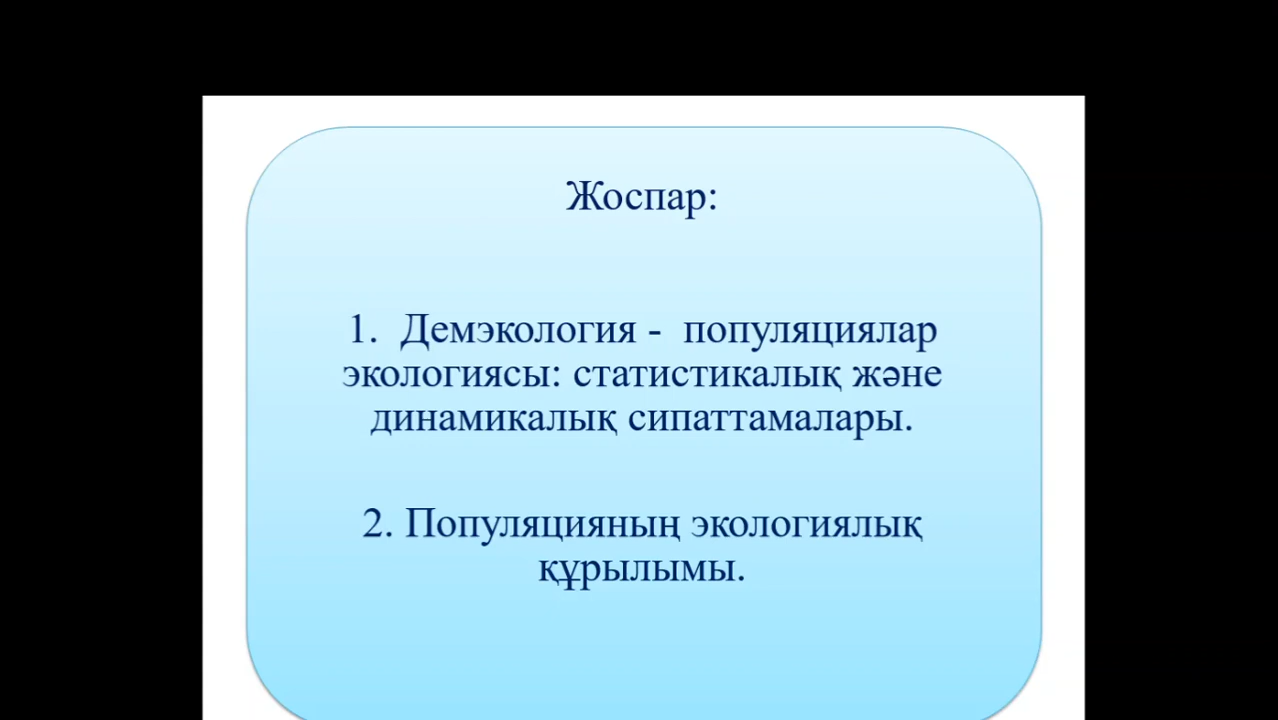 Жоспар:
1. Демэкология - популяциялар
экологиясы: статистикалық және
динамикалық сипаттамалары.
2. Популяцияның экологиялық
құрылымы.